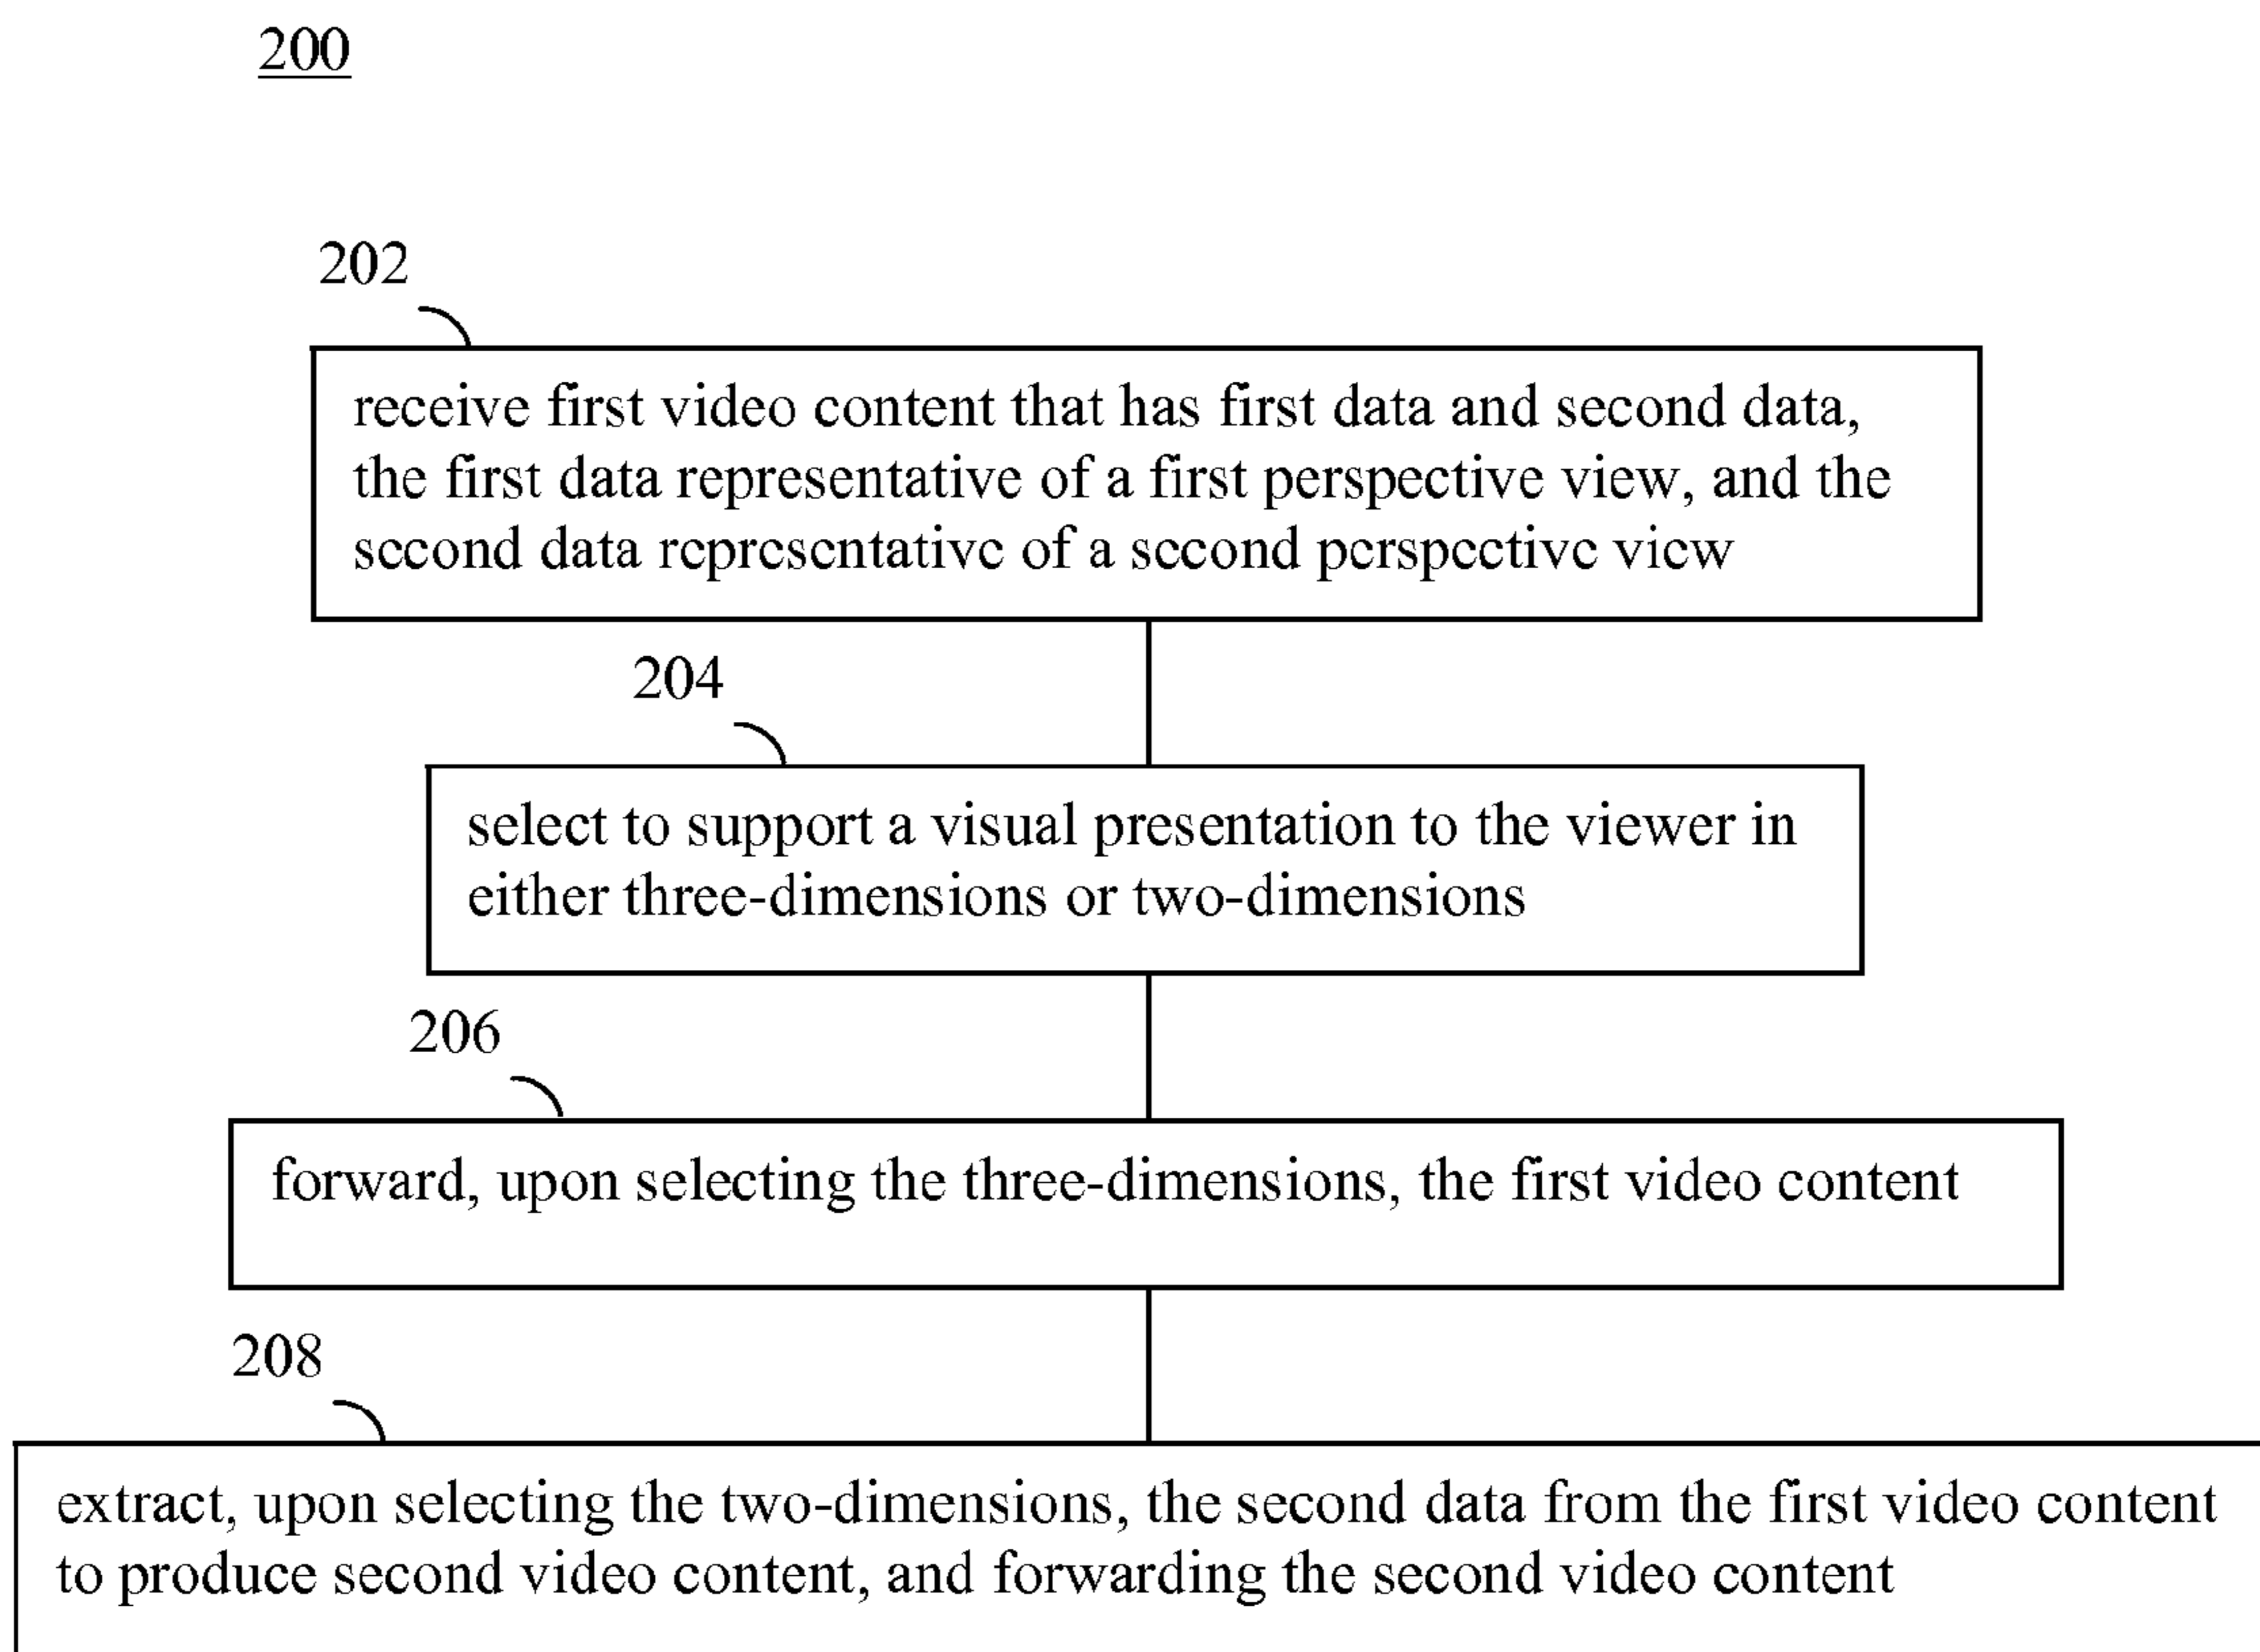 200
202
receive first video content that has first data and second data,
the first data representative of a first perspective view, and the
second data representative of a second perspective view
204
select to support a visual presentation to the viewer in
either three-dimensions or two-dimensions
206
forward, upon selecting the three-dimensions, the first video content
208
extract, upon selecting the two-dimensions, the second data from the first video content
to produce second video content, and forwarding the second video content